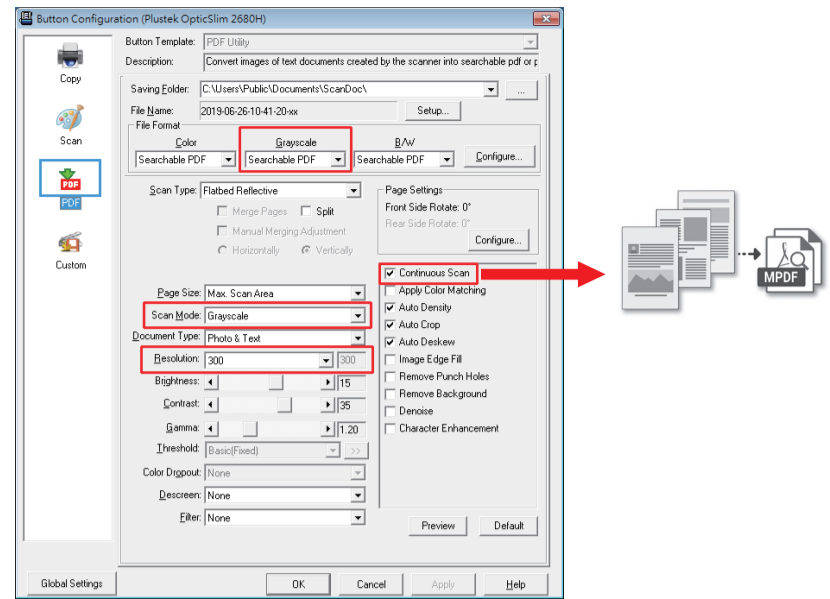 Button Configuration (Plustek OpticSlim 2680H)
Copy
Scan
PDF
PDF
Custom
Global Settings
Button Template: PDF Utility
Description: Convert images of text documents created by the scanner into searchable pdf or p
Saving Folder: C:\Users\Public\Documents\ScanDoc\ ...
File Name: 2019-06-26-10-41-20-xx Setup...
File Format
Color Grayscale B/W
Searchable PDF Searchable PDF Searchable PDF Configure...
Scan Type: Flatbed Reflective
Merge Pages Split
Manual Merging Adjustment
Horizontally Vertically
Page Size: Max. Scan Area
Scan Mode: Grayscale
Document Type: Photo & Text
Resolution: 300 300
Brightness: 15
Contrast: 35
Gamma: 1.20
Threshold: Basic(Fixed) >>
Color Dropout: None
Descreen: None
Filter: None
Page Settings
Front Side Rotate: 0°
Rear Side Rotate: 0°
Configure...
Continuous Scan
Apply Color Matching
Auto Density
Auto Crop
Auto Deskew
Image Edge Fill
Remove Punch Holes
Remove Background
Denoise
Character Enhancement
Preview Default
OK Cancel Apply Help
MPDF